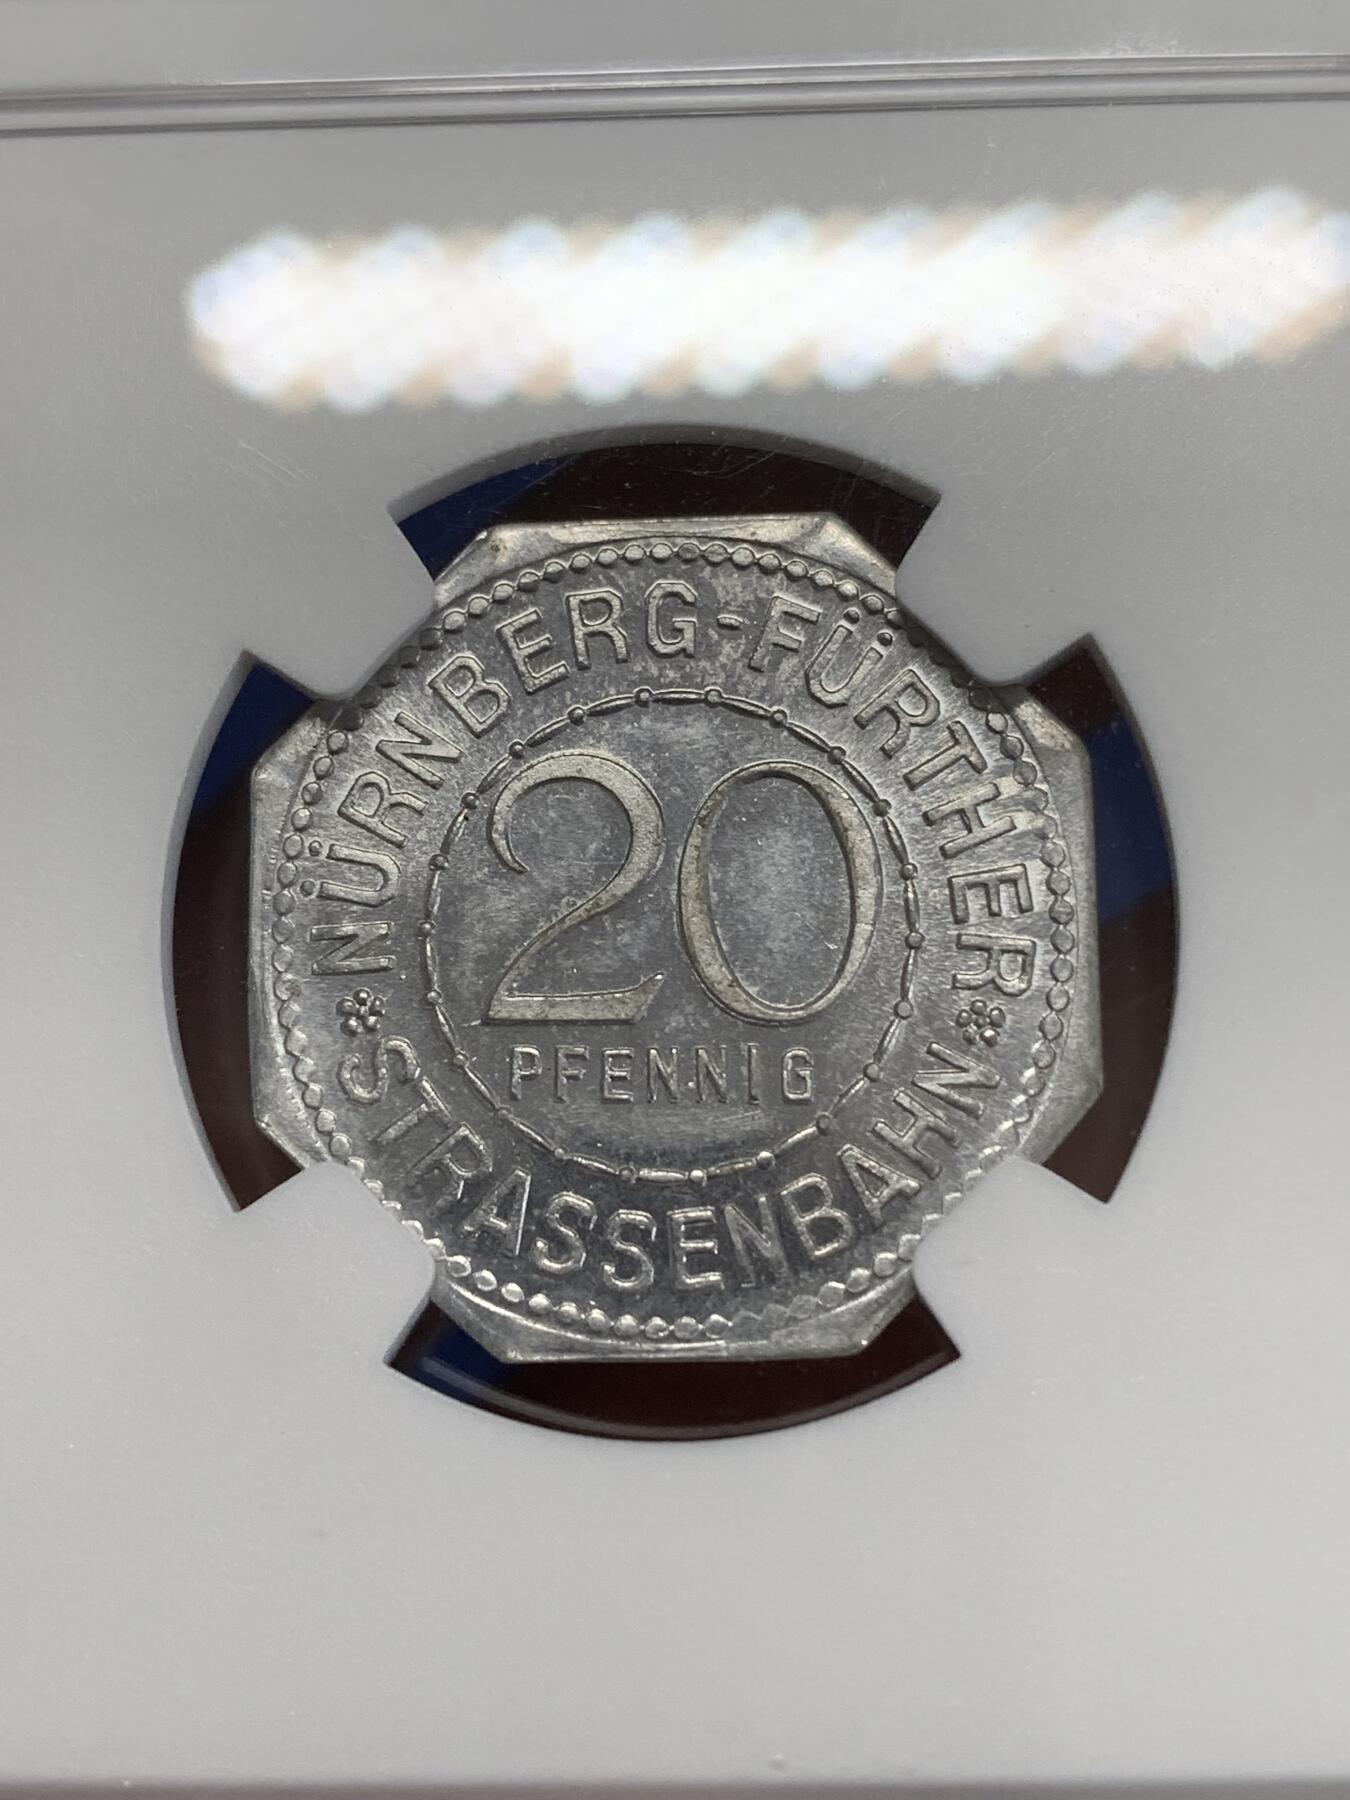 NÜRNBERG-FÜRTHER
STRASSENBAHN
20
PFENNIG